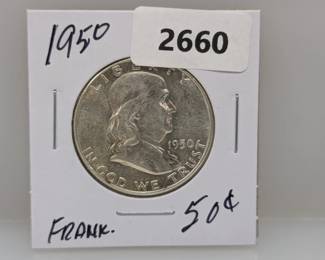 1950
2660
LIBERTY
1950
IN GOD WE TRUST
FRANK.
50¢